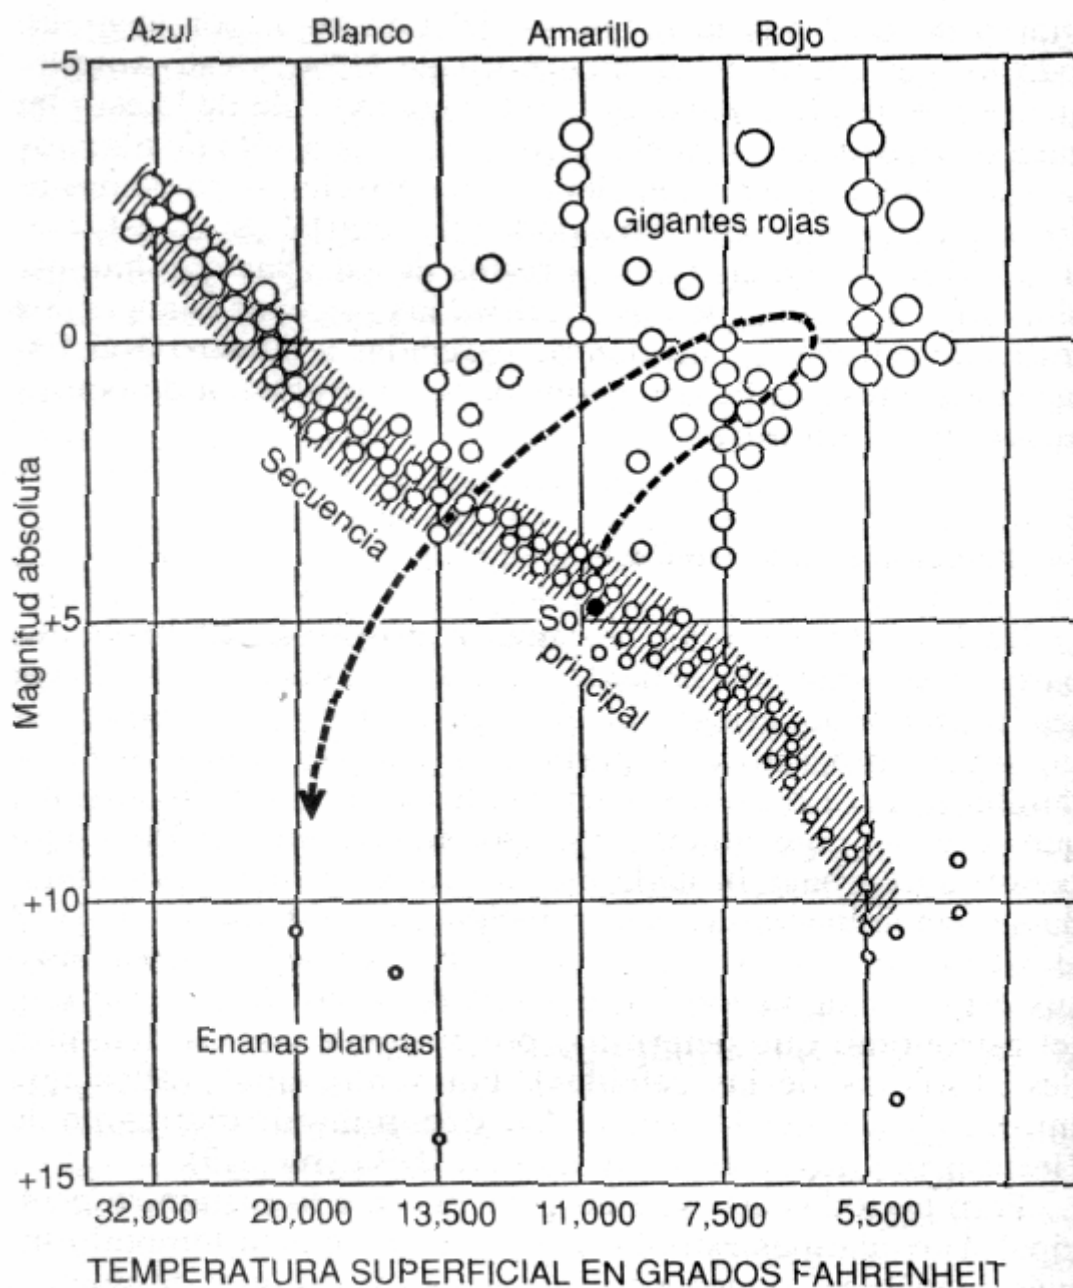 Azul Blanco Amarillo Rojo
−5
Gigantes rojas
0
Secuencia
Magnitud absoluta
+5
Sol
principal
+10
Enanas blancas
+15
32,000 20,000 13,500 11,000 7,500 5,500
TEMPERATURA SUPERFICIAL EN GRADOS FAHRENHEIT